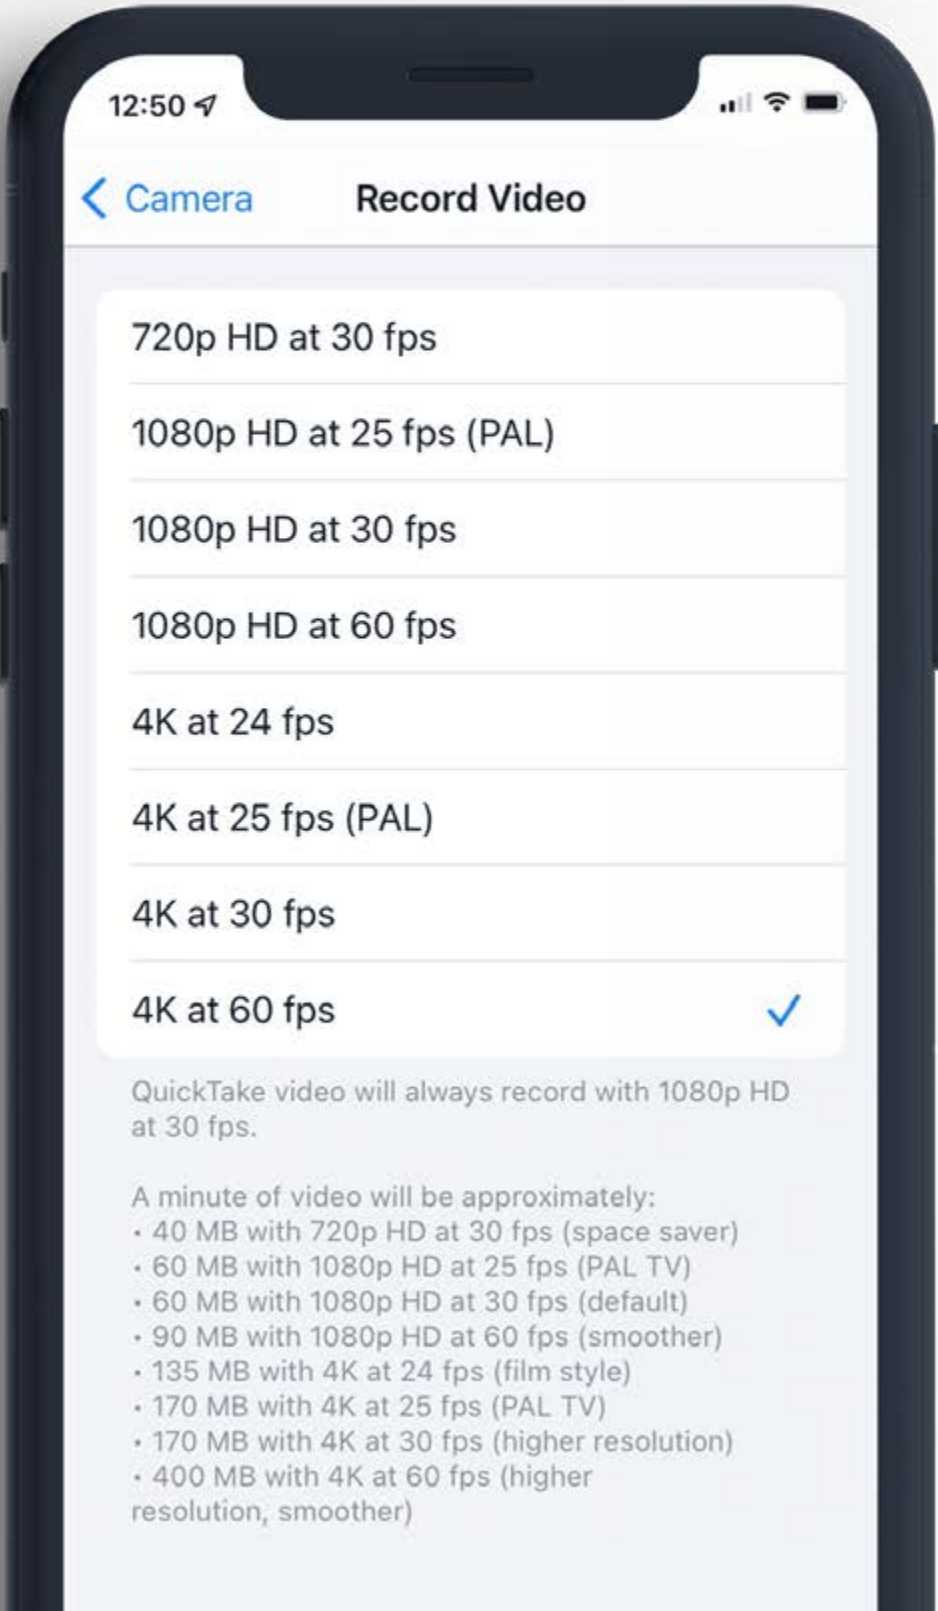 12:50
Camera
Record Video
720p HD at 30 fps
1080p HD at 25 fps (PAL)
1080p HD at 30 fps
1080p HD at 60 fps
4K at 24 fps
4K at 25 fps (PAL)
4K at 30 fps
4K at 60 fps
QuickTake video will always record with 1080p HD
at 30 fps.
A minute of video will be approximately:
• 40 MB with 720p HD at 30 fps (space saver)
• 60 MB with 1080p HD at 25 fps (PAL TV)
• 60 MB with 1080p HD at 30 fps (default)
• 90 MB with 1080p HD at 60 fps (smoother)
• 135 MB with 4K at 24 fps (film style)
• 170 MB with 4K at 25 fps (PAL TV)
• 170 MB with 4K at 30 fps (higher resolution)
• 400 MB with 4K at 60 fps (higher
resolution, smoother)